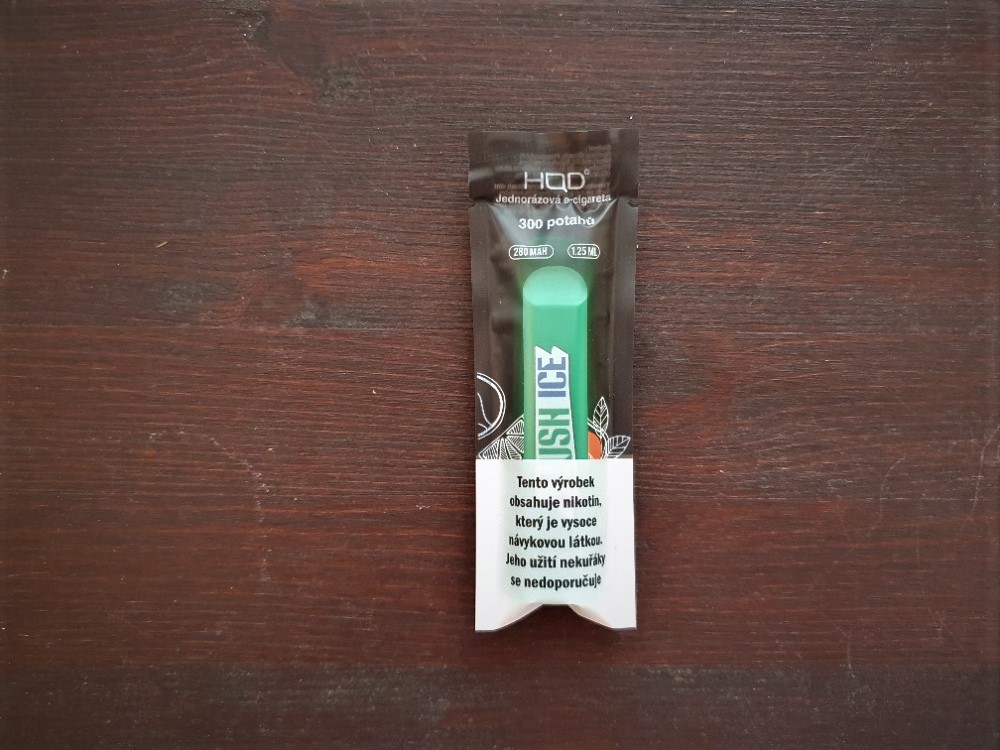 HQD
Jednorázová e-cigareta
300 potahů
280 MAH 1.25 ML
USH ICE
Tento výrobek
obsahuje nikotin,
který je vysoce
návykovou látkou.
Jeho užití nekuřáky
se nedoporučuje